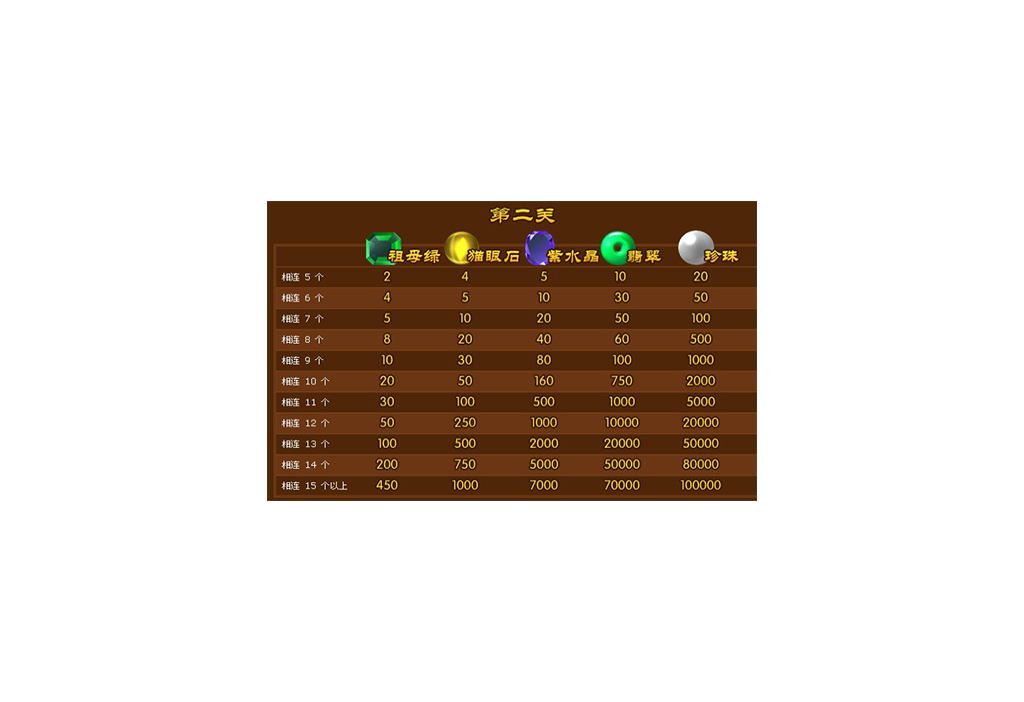 第二关
祖母绿 猫眼石 紫水晶 翡翠 珍珠
相连 5 个 2 4 5 10 20
相连 6 个 4 5 10 30 50
相连 7 个 5 10 20 50 100
相连 8 个 8 20 40 60 500
相连 9 个 10 30 80 100 1000
相连 10 个 20 50 160 750 2000
相连 11 个 30 100 500 1000 5000
相连 12 个 50 250 1000 10000 20000
相连 13 个 100 500 2000 20000 50000
相连 14 个 200 750 5000 50000 80000
相连 15 个以上 450 1000 7000 70000 100000